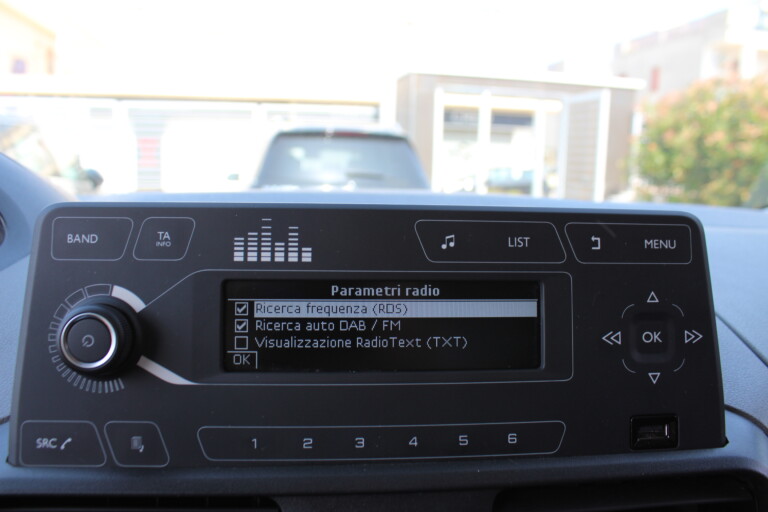 BAND
TA
INFO
LIST
MENU
Parametri radio
Ricerca frequenza (RDS)
Ricerca auto DAB / FM
Visualizzazione RadioText (TXT)
OK
OK
SRC
1 2 3 4 5 6